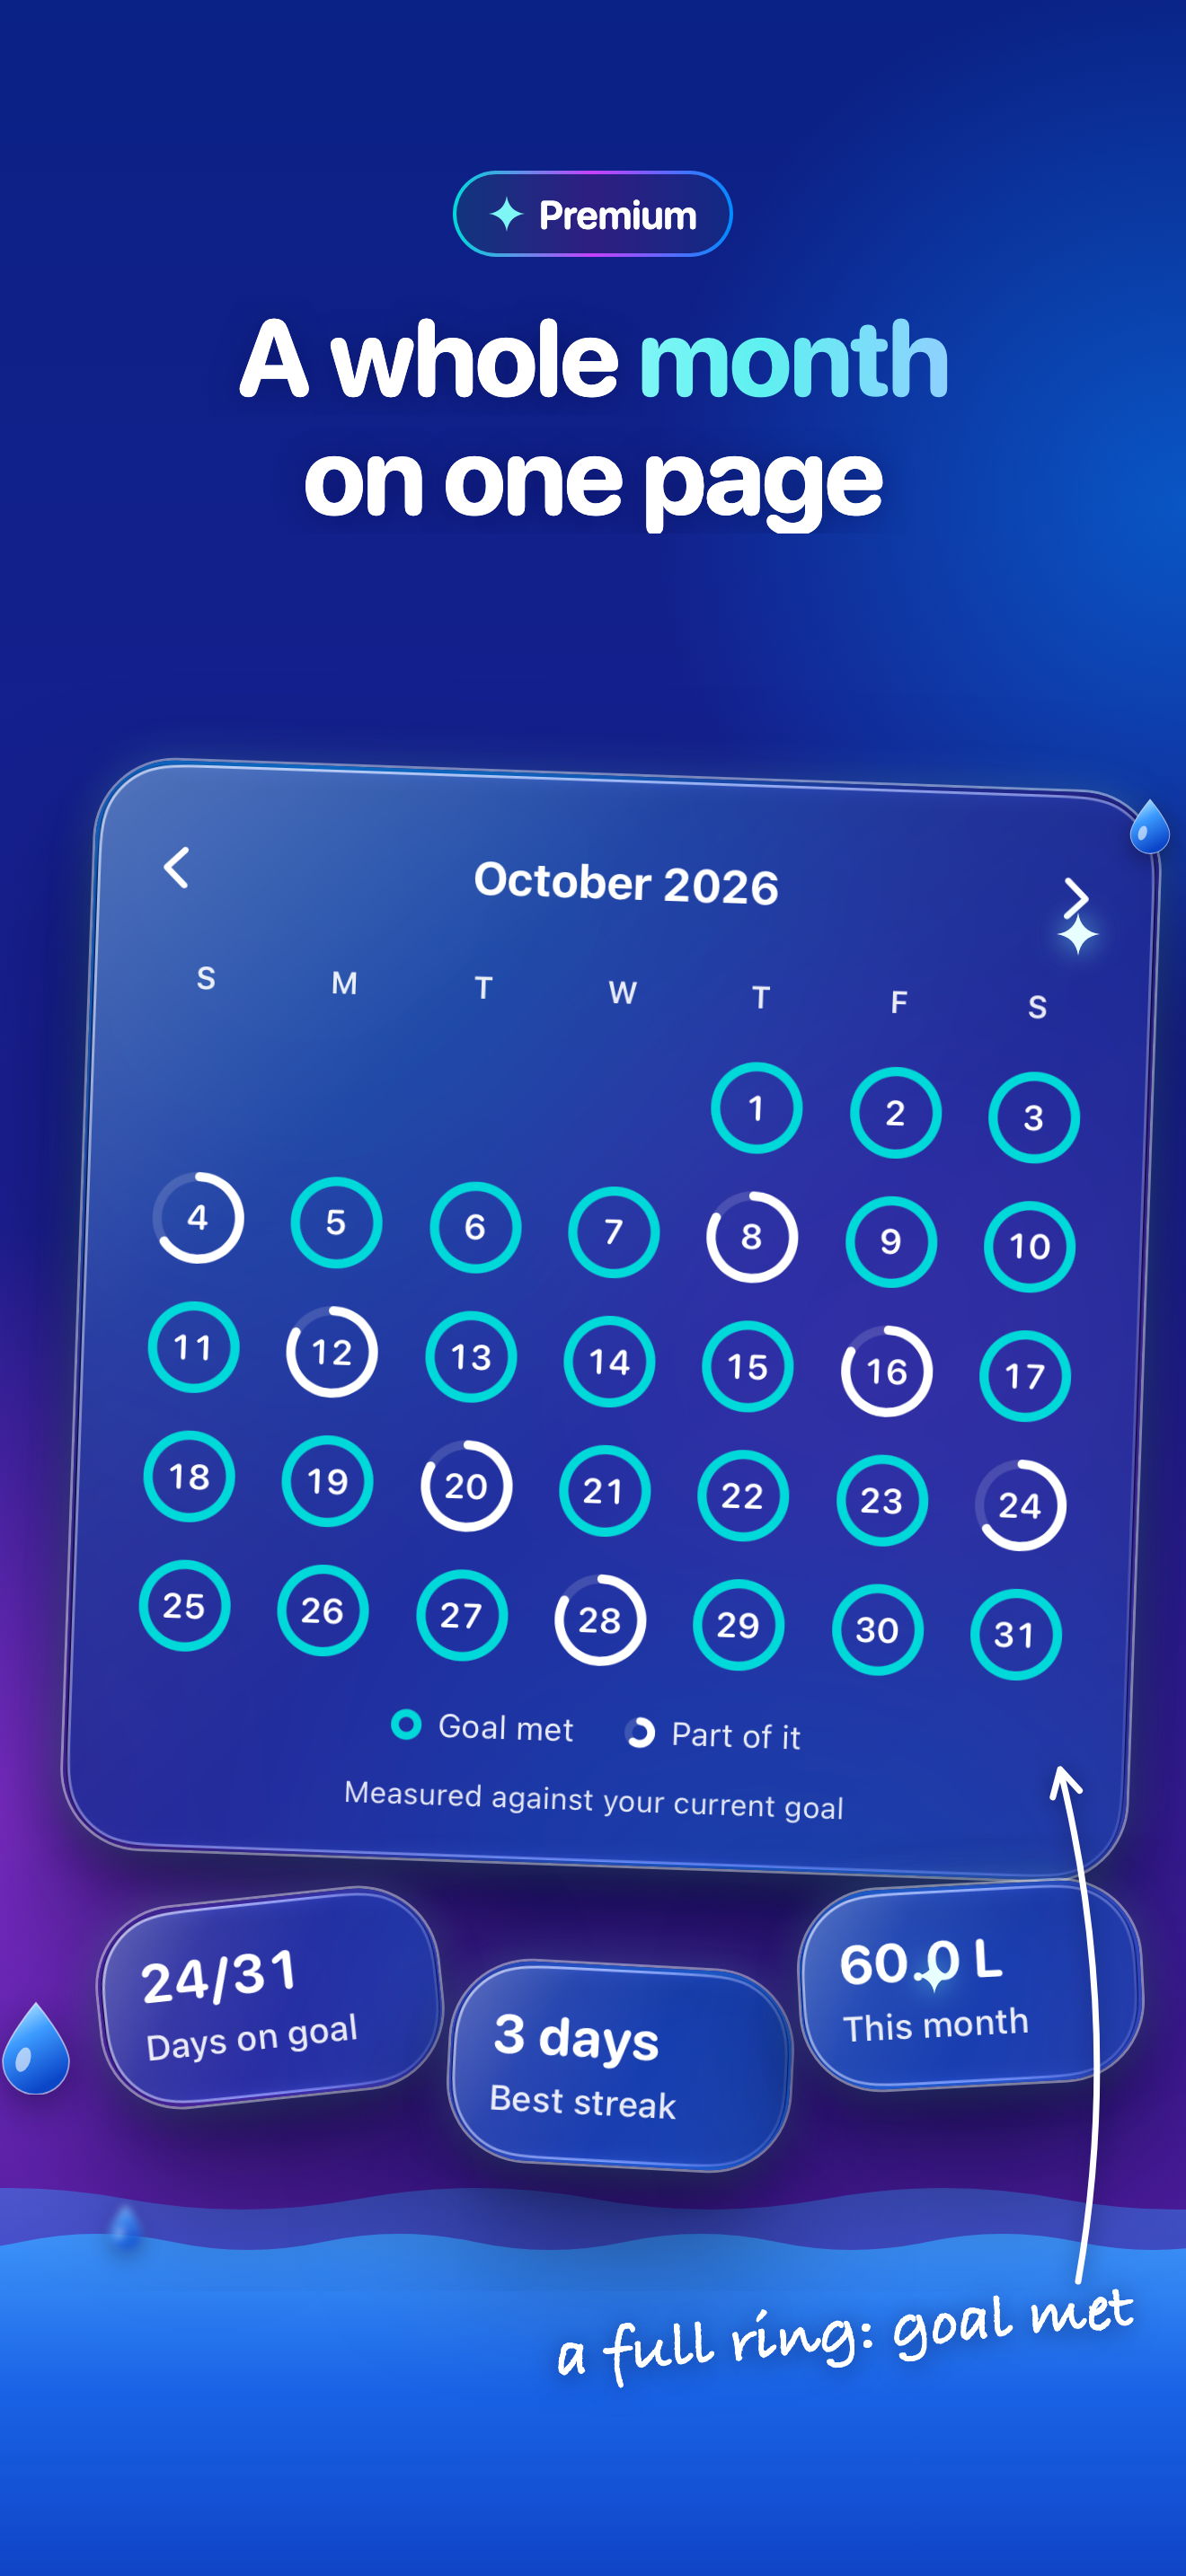 Premium
A whole month
on one page
October 2026
S M T W T F S
1 2 3
4 5 6 7 8 9 10
11 12 13 14 15 16 17
18 19 20 21 22 23 24
25 26 27 28 29 30 31
Goal met Part of it
Measured against your current goal
24/31
Days on goal
3 days
Best streak
60.0 L
This month
a full ring: goal met